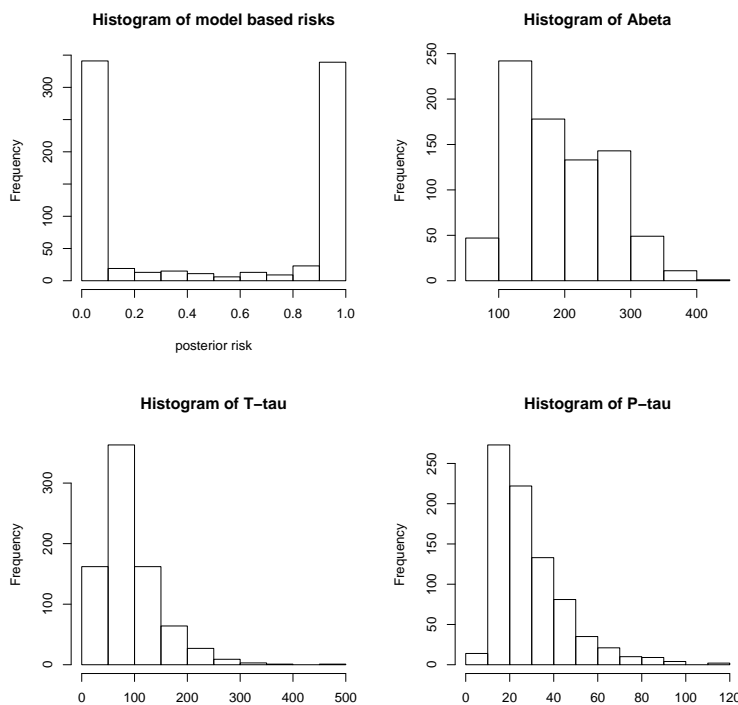 Histogram of model based risks
Frequency
0 50 100 200 300
0.0 0.2 0.4 0.6 0.8 1.0
posterior risk
Histogram of Abeta
Frequency
0 50 100 150 200 250
100 200 300 400
Histogram of T−tau
Frequency
0 100 200 300
0 100 200 300 400 500
Histogram of P−tau
Frequency
0 50 100 150 200 250
0 20 40 60 80 100 120